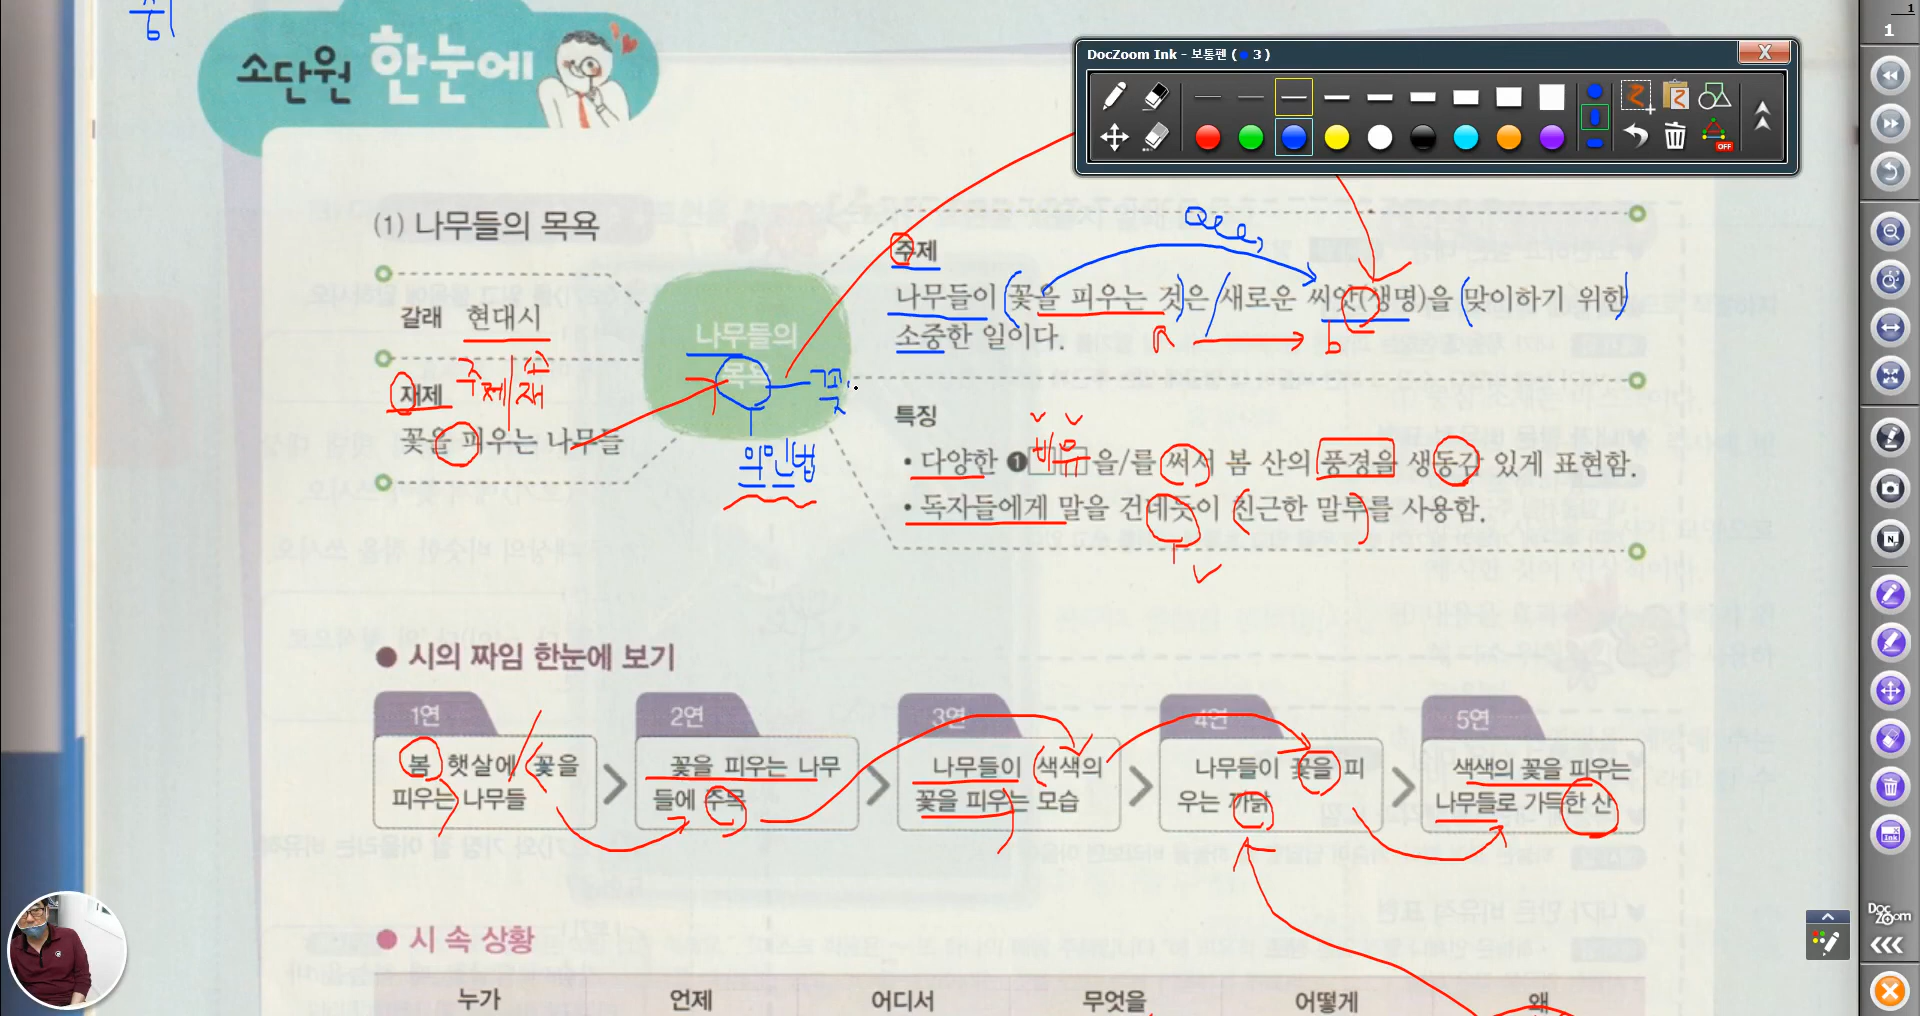 소단원 한눈에
DocZoom Ink - 보통펜 ( 3 )
X
OFF
1
1
(1) 나무들의 목욕
갈래 현대시
재제
주제 소재
꽃을 피우는 나무들
나무들의
목욕
꽃
의인법
주제
나무들이 꽃을 피우는 것은 새로운 씨앗(생명)을 맞이하기 위한
소중한 일이다.
b
특징
• 다양한 ❶비유을/를 써서 봄 산의 풍경을 생동감 있게 표현함.
• 독자들에게 말을 건네듯이 친근한 말투를 사용함.
● 시의 짜임 한눈에 보기
1연
봄 햇살에 꽃을
피우는 나무들
2연
꽃을 피우는 나무
들에 주목
3연
나무들이 색색의
꽃을 피우는 모습
4연
나무들이 꽃을 피
우는 까닭
5연
색색의 꽃을 피우는
나무들로 가득한 산
● 시 속 상황
누가 언제 어디서 무엇을 어떻게 왜
Doc
Zoom